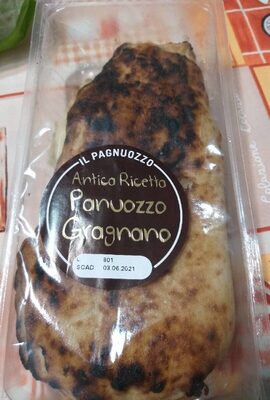 IL PAGNUOZZO
Antica Ricetta
Panuozzo
Gragnano
L 801
SCAD. 03.06.2021